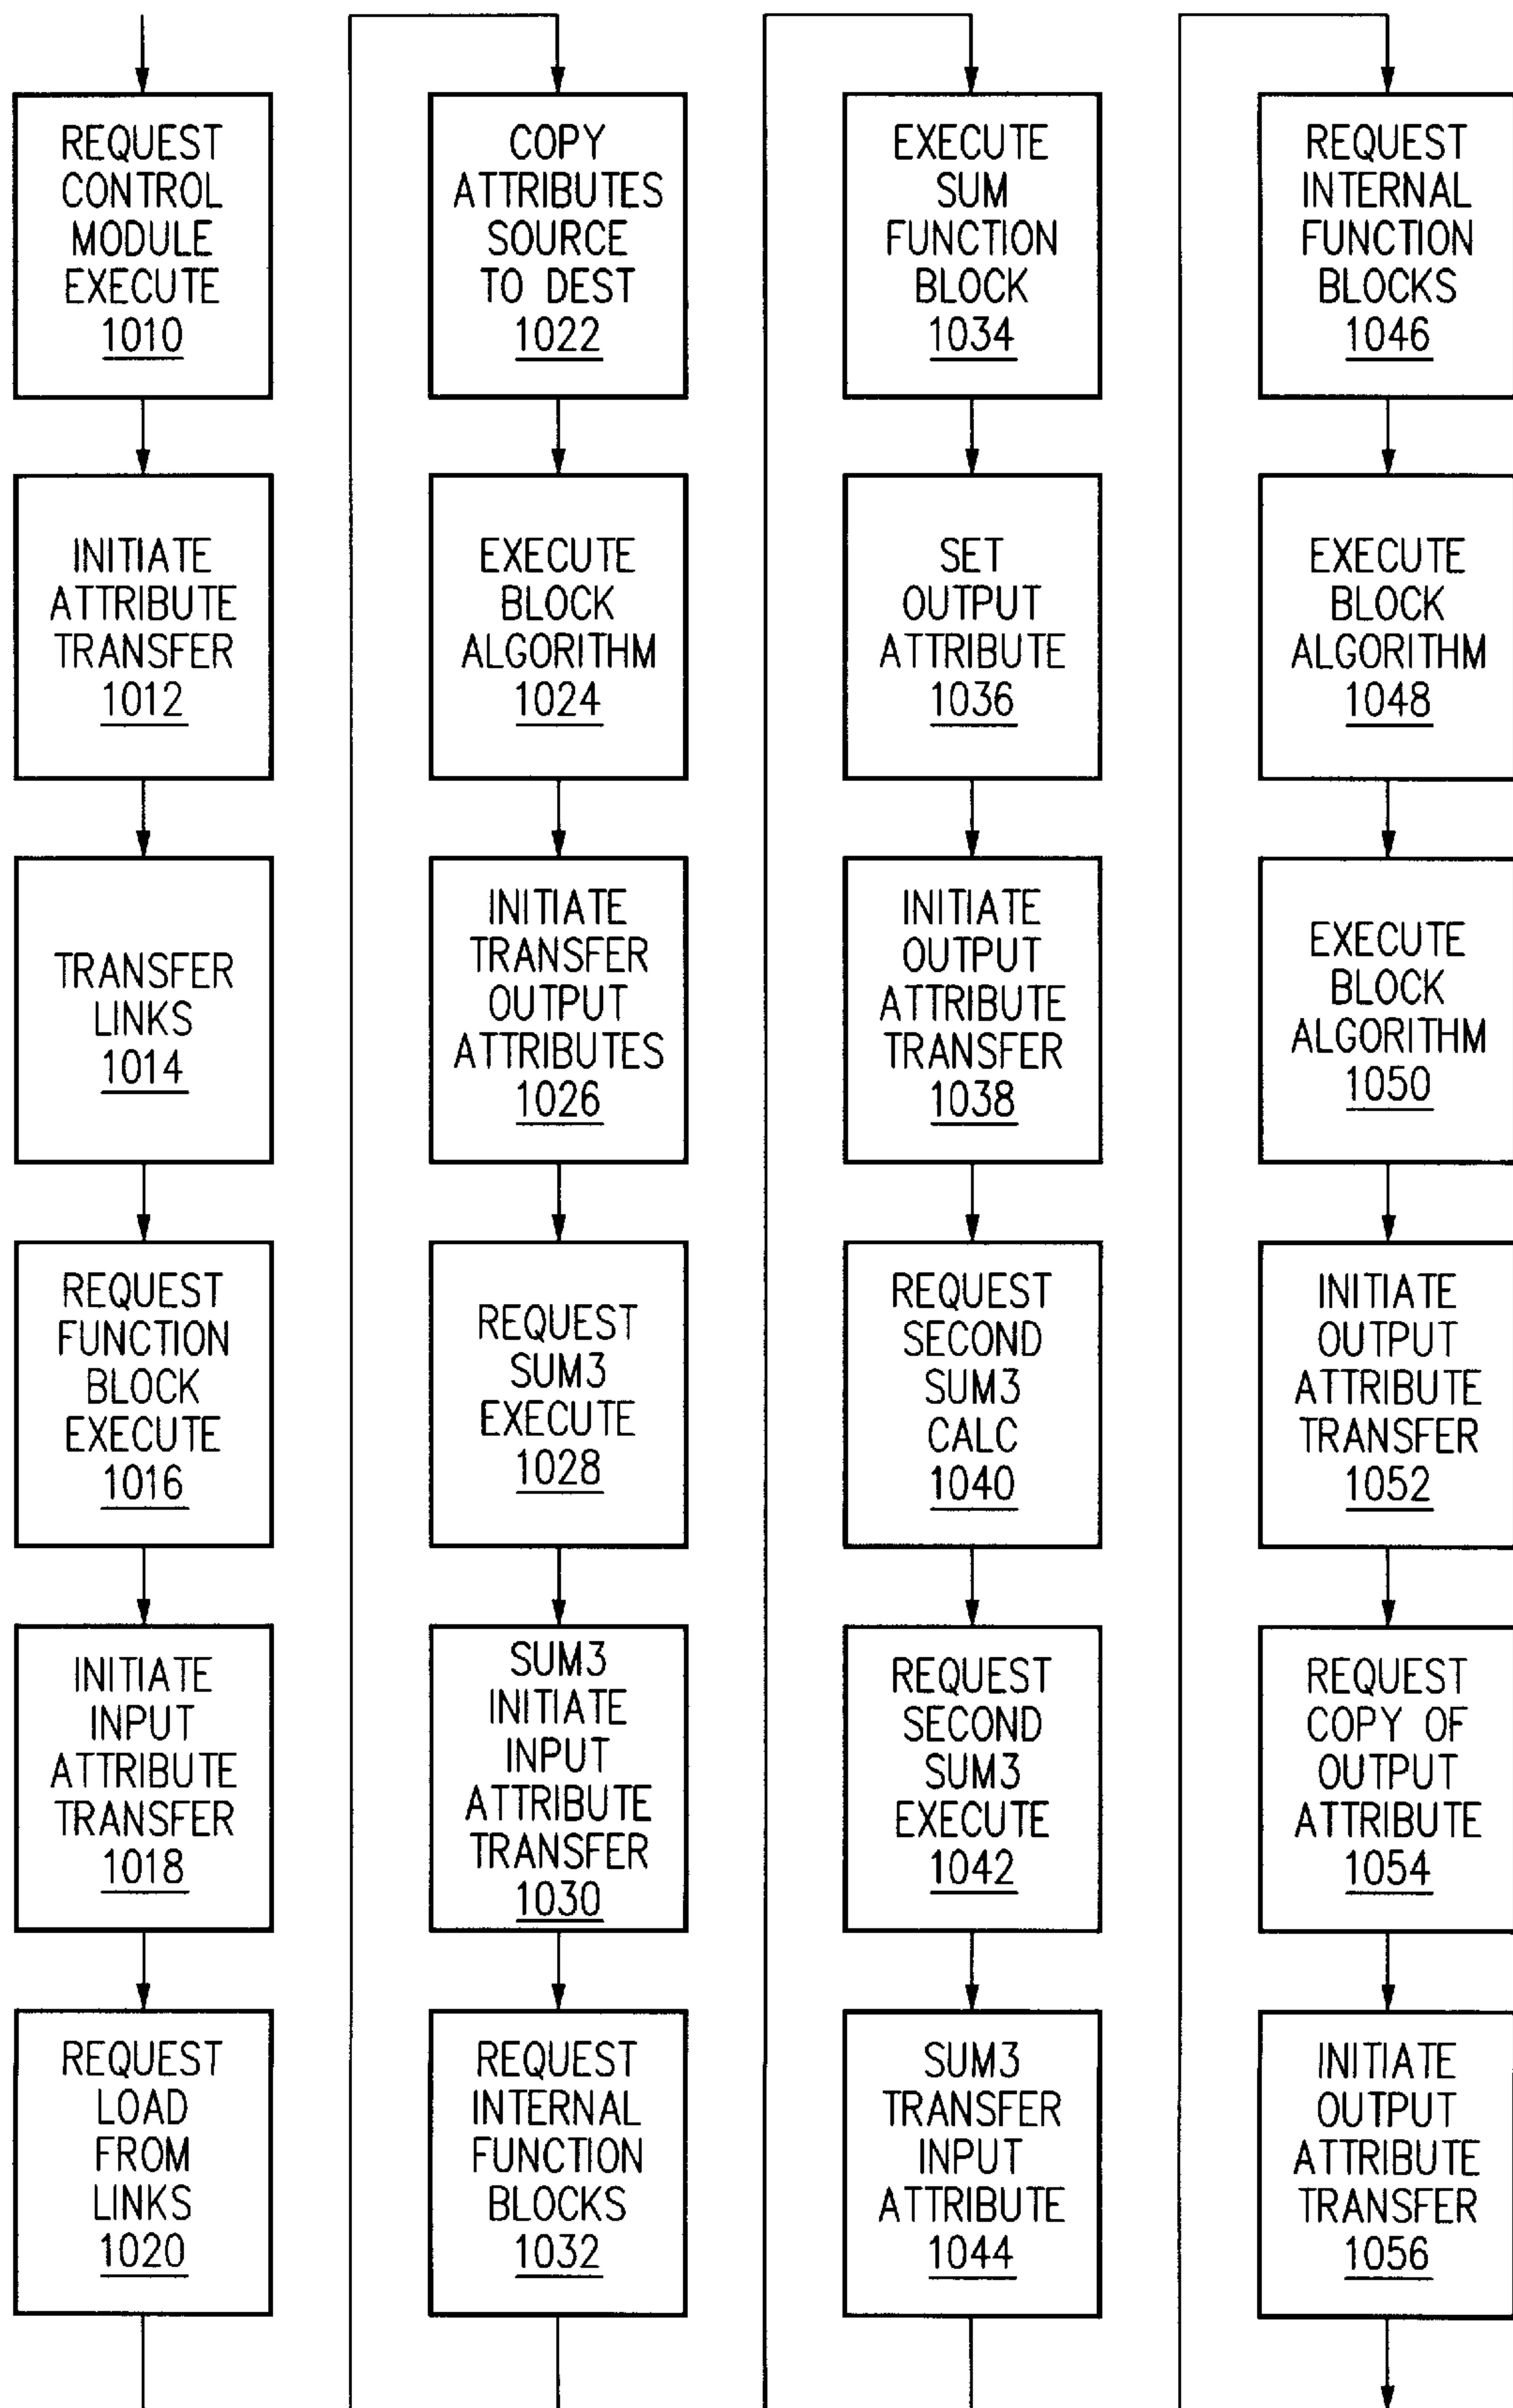 REQUEST
CONTROL
MODULE
EXECUTE
1010
INITIATE
ATTRIBUTE
TRANSFER
1012
TRANSFER
LINKS
1014
REQUEST
FUNCTION
BLOCK
EXECUTE
1016
INITIATE
INPUT
ATTRIBUTE
TRANSFER
1018
REQUEST
LOAD
FROM
LINKS
1020
COPY
ATTRIBUTES
SOURCE
TO DEST
1022
EXECUTE
BLOCK
ALGORITHM
1024
INITIATE
TRANSFER
OUTPUT
ATTRIBUTES
1026
REQUEST
SUM3
EXECUTE
1028
SUM3
INITIATE
INPUT
ATTRIBUTE
TRANSFER
1030
REQUEST
INTERNAL
FUNCTION
BLOCKS
1032
EXECUTE
SUM
FUNCTION
BLOCK
1034
SET
OUTPUT
ATTRIBUTE
1036
INITIATE
OUTPUT
ATTRIBUTE
TRANSFER
1038
REQUEST
SECOND
SUM3
CALC
1040
REQUEST
SECOND
SUM3
EXECUTE
1042
SUM3
TRANSFER
INPUT
ATTRIBUTE
1044
REQUEST
INTERNAL
FUNCTION
BLOCKS
1046
EXECUTE
BLOCK
ALGORITHM
1048
EXECUTE
BLOCK
ALGORITHM
1050
INITIATE
OUTPUT
ATTRIBUTE
TRANSFER
1052
REQUEST
COPY OF
OUTPUT
ATTRIBUTE
1054
INITIATE
OUTPUT
ATTRIBUTE
TRANSFER
1056